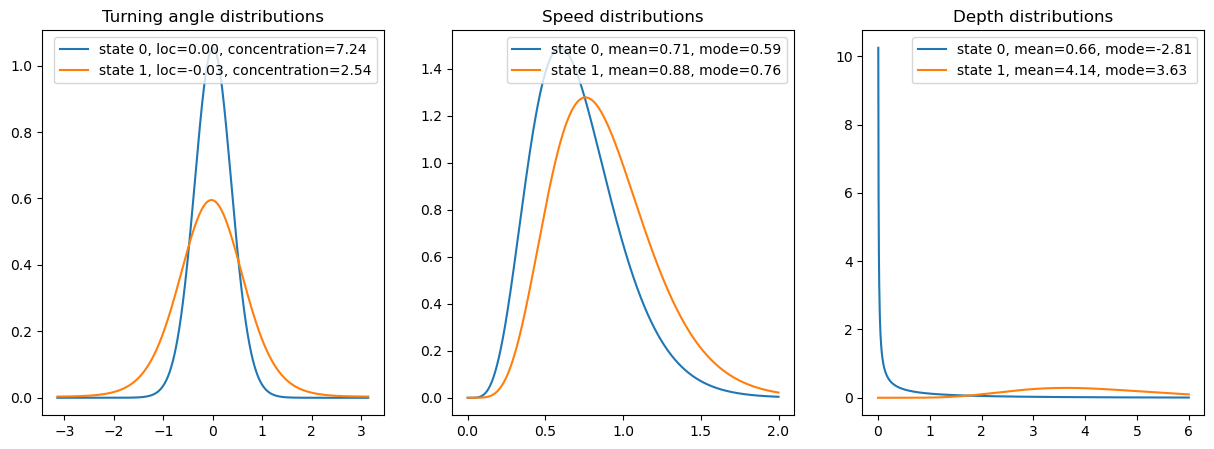 Turning angle distributions
state 0, loc=0.00, concentration=7.24
state 1, loc=-0.03, concentration=2.54
1.0
0.8
0.6
0.4
0.2
0.0
−3 −2 −1 0 1 2 3
Speed distributions
state 0, mean=0.71, mode=0.59
state 1, mean=0.88, mode=0.76
1.4
1.2
1.0
0.8
0.6
0.4
0.2
0.0
0.0 0.5 1.0 1.5 2.0
Depth distributions
state 0, mean=0.66, mode=-2.81
state 1, mean=4.14, mode=3.63
10
8
6
4
2
0
0 1 2 3 4 5 6